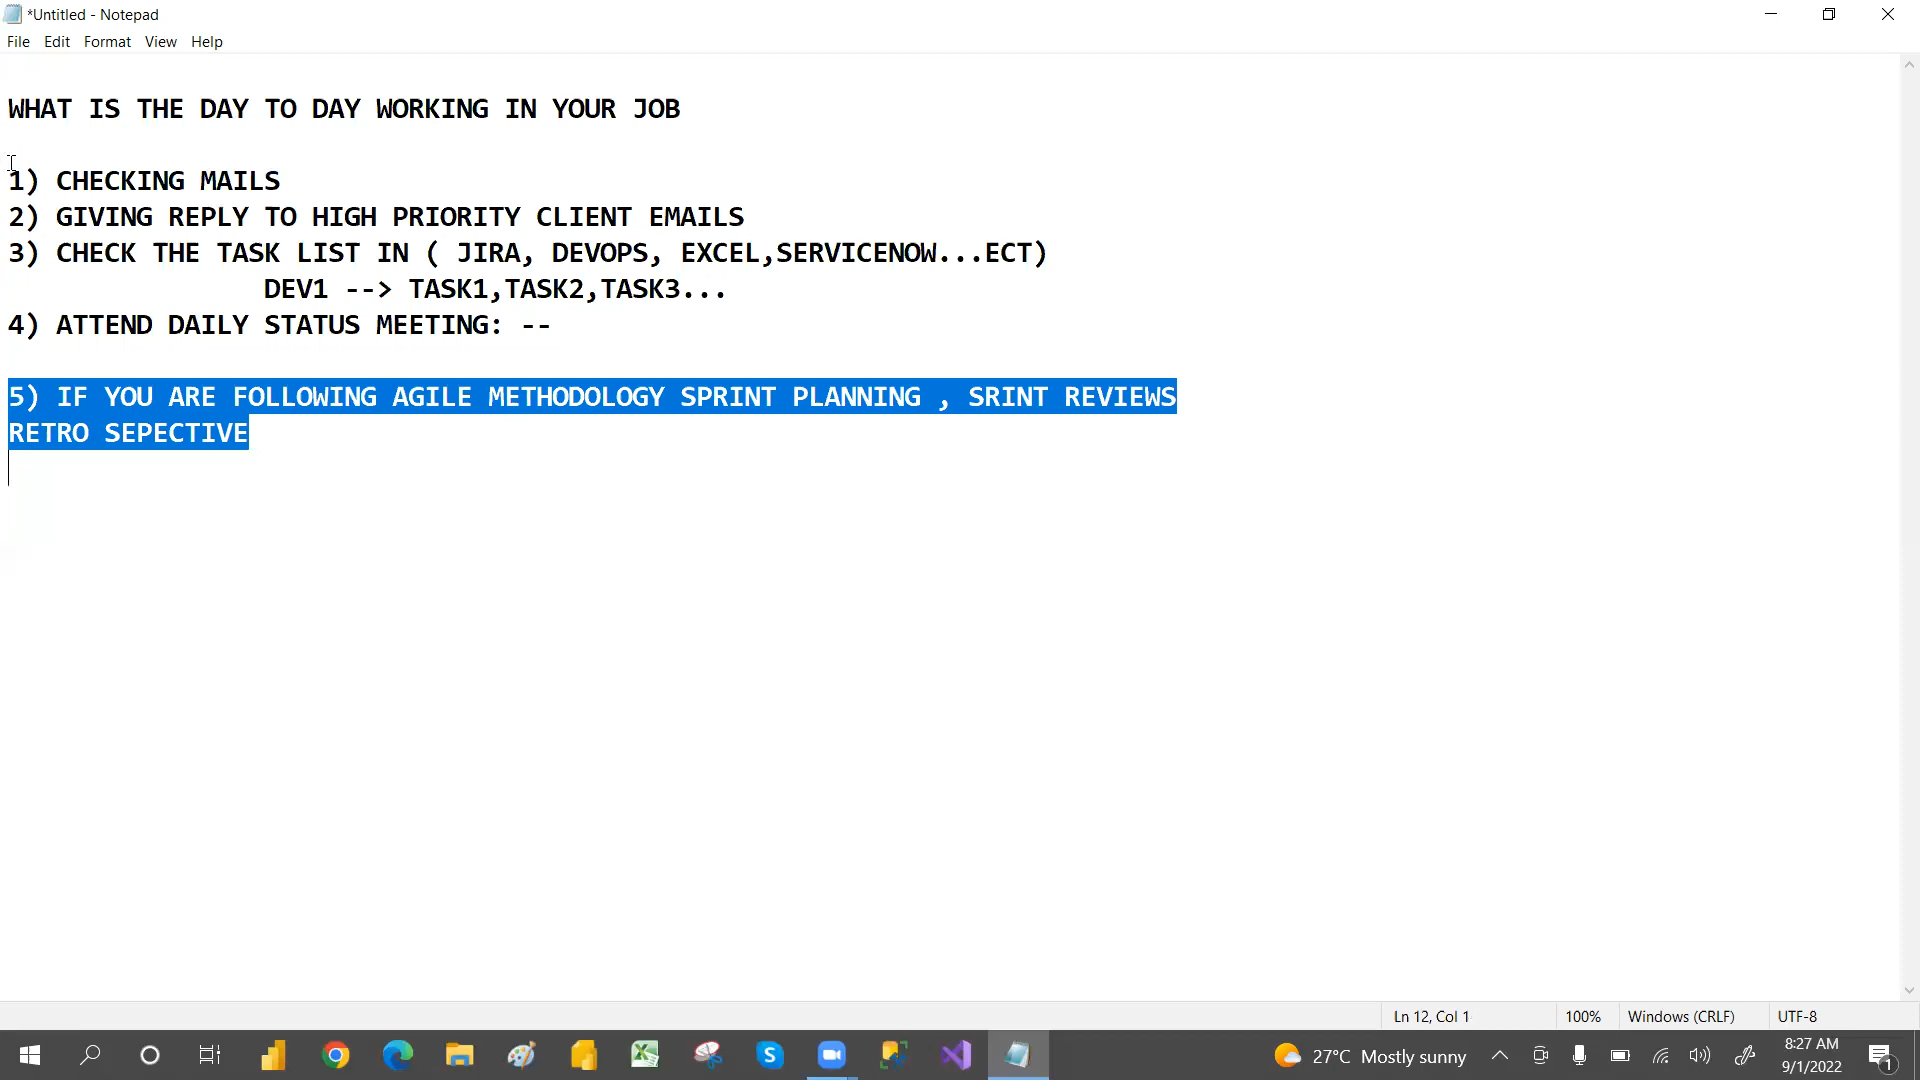 *Untitled - Notepad
File Edit Format View Help
WHAT IS THE DAY TO DAY WORKING IN YOUR JOB
1) CHECKING MAILS
2) GIVING REPLY TO HIGH PRIORITY CLIENT EMAILS
3) CHECK THE TASK LIST IN ( JIRA, DEVOPS, EXCEL,SERVICENOW...ECT)
DEV1 --> TASK1,TASK2,TASK3...
4) ATTEND DAILY STATUS MEETING: --
5) IF YOU ARE FOLLOWING AGILE METHODOLOGY SPRINT PLANNING , SRINT REVIEWS
RETRO SEPECTIVE
Ln 12, Col 1 100% Windows (CRLF) UTF-8
27°C Mostly sunny
8:27 AM
9/1/2022
1